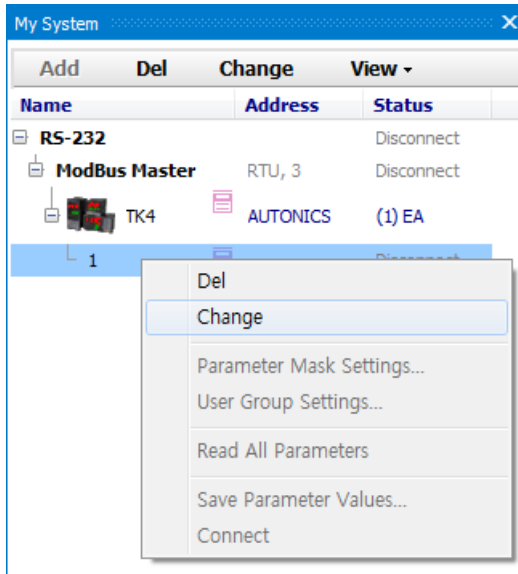 My System
Add Del Change View
Name Address Status
RS-232 Disconnect
ModBus Master RTU, 3 Disconnect
TK4 AUTONICS (1) EA
1 Disconnect
Del
Change
Parameter Mask Settings...
User Group Settings...
Read All Parameters
Save Parameter Values...
Connect